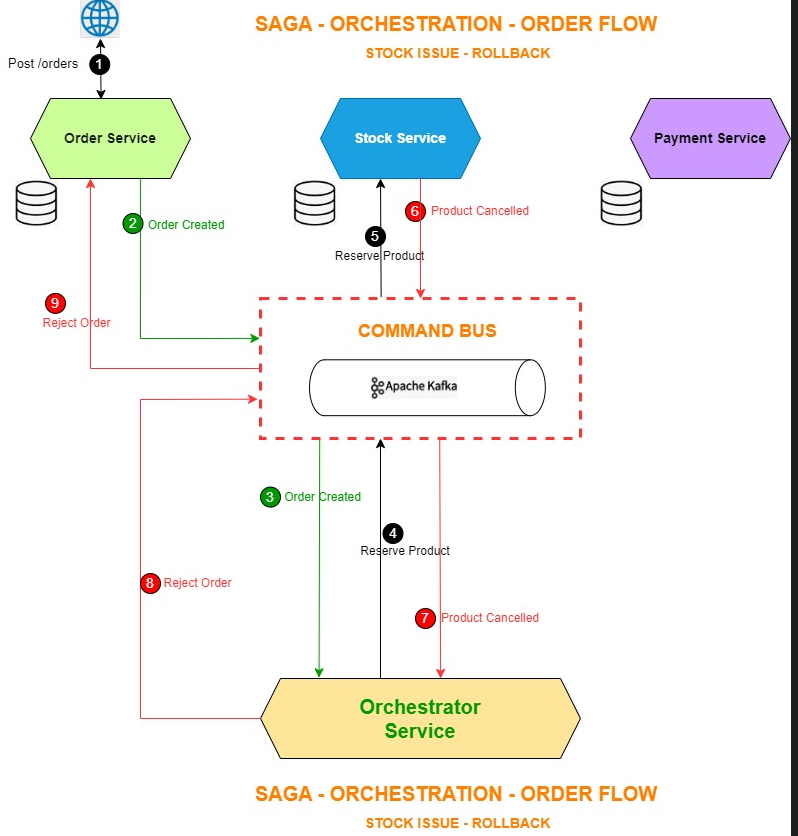 SAGA - ORCHESTRATION - ORDER FLOW
STOCK ISSUE - ROLLBACK
Post /orders
1
Order Service
Stock Service
Payment Service
2
Order Created
6
Product Cancelled
5
Reserve Product
9
Reject Order
COMMAND BUS
Apache Kafka
3
Order Created
4
Reserve Product
8
Reject Order
7
Product Cancelled
Orchestrator
Service
SAGA - ORCHESTRATION - ORDER FLOW
STOCK ISSUE - ROLLBACK